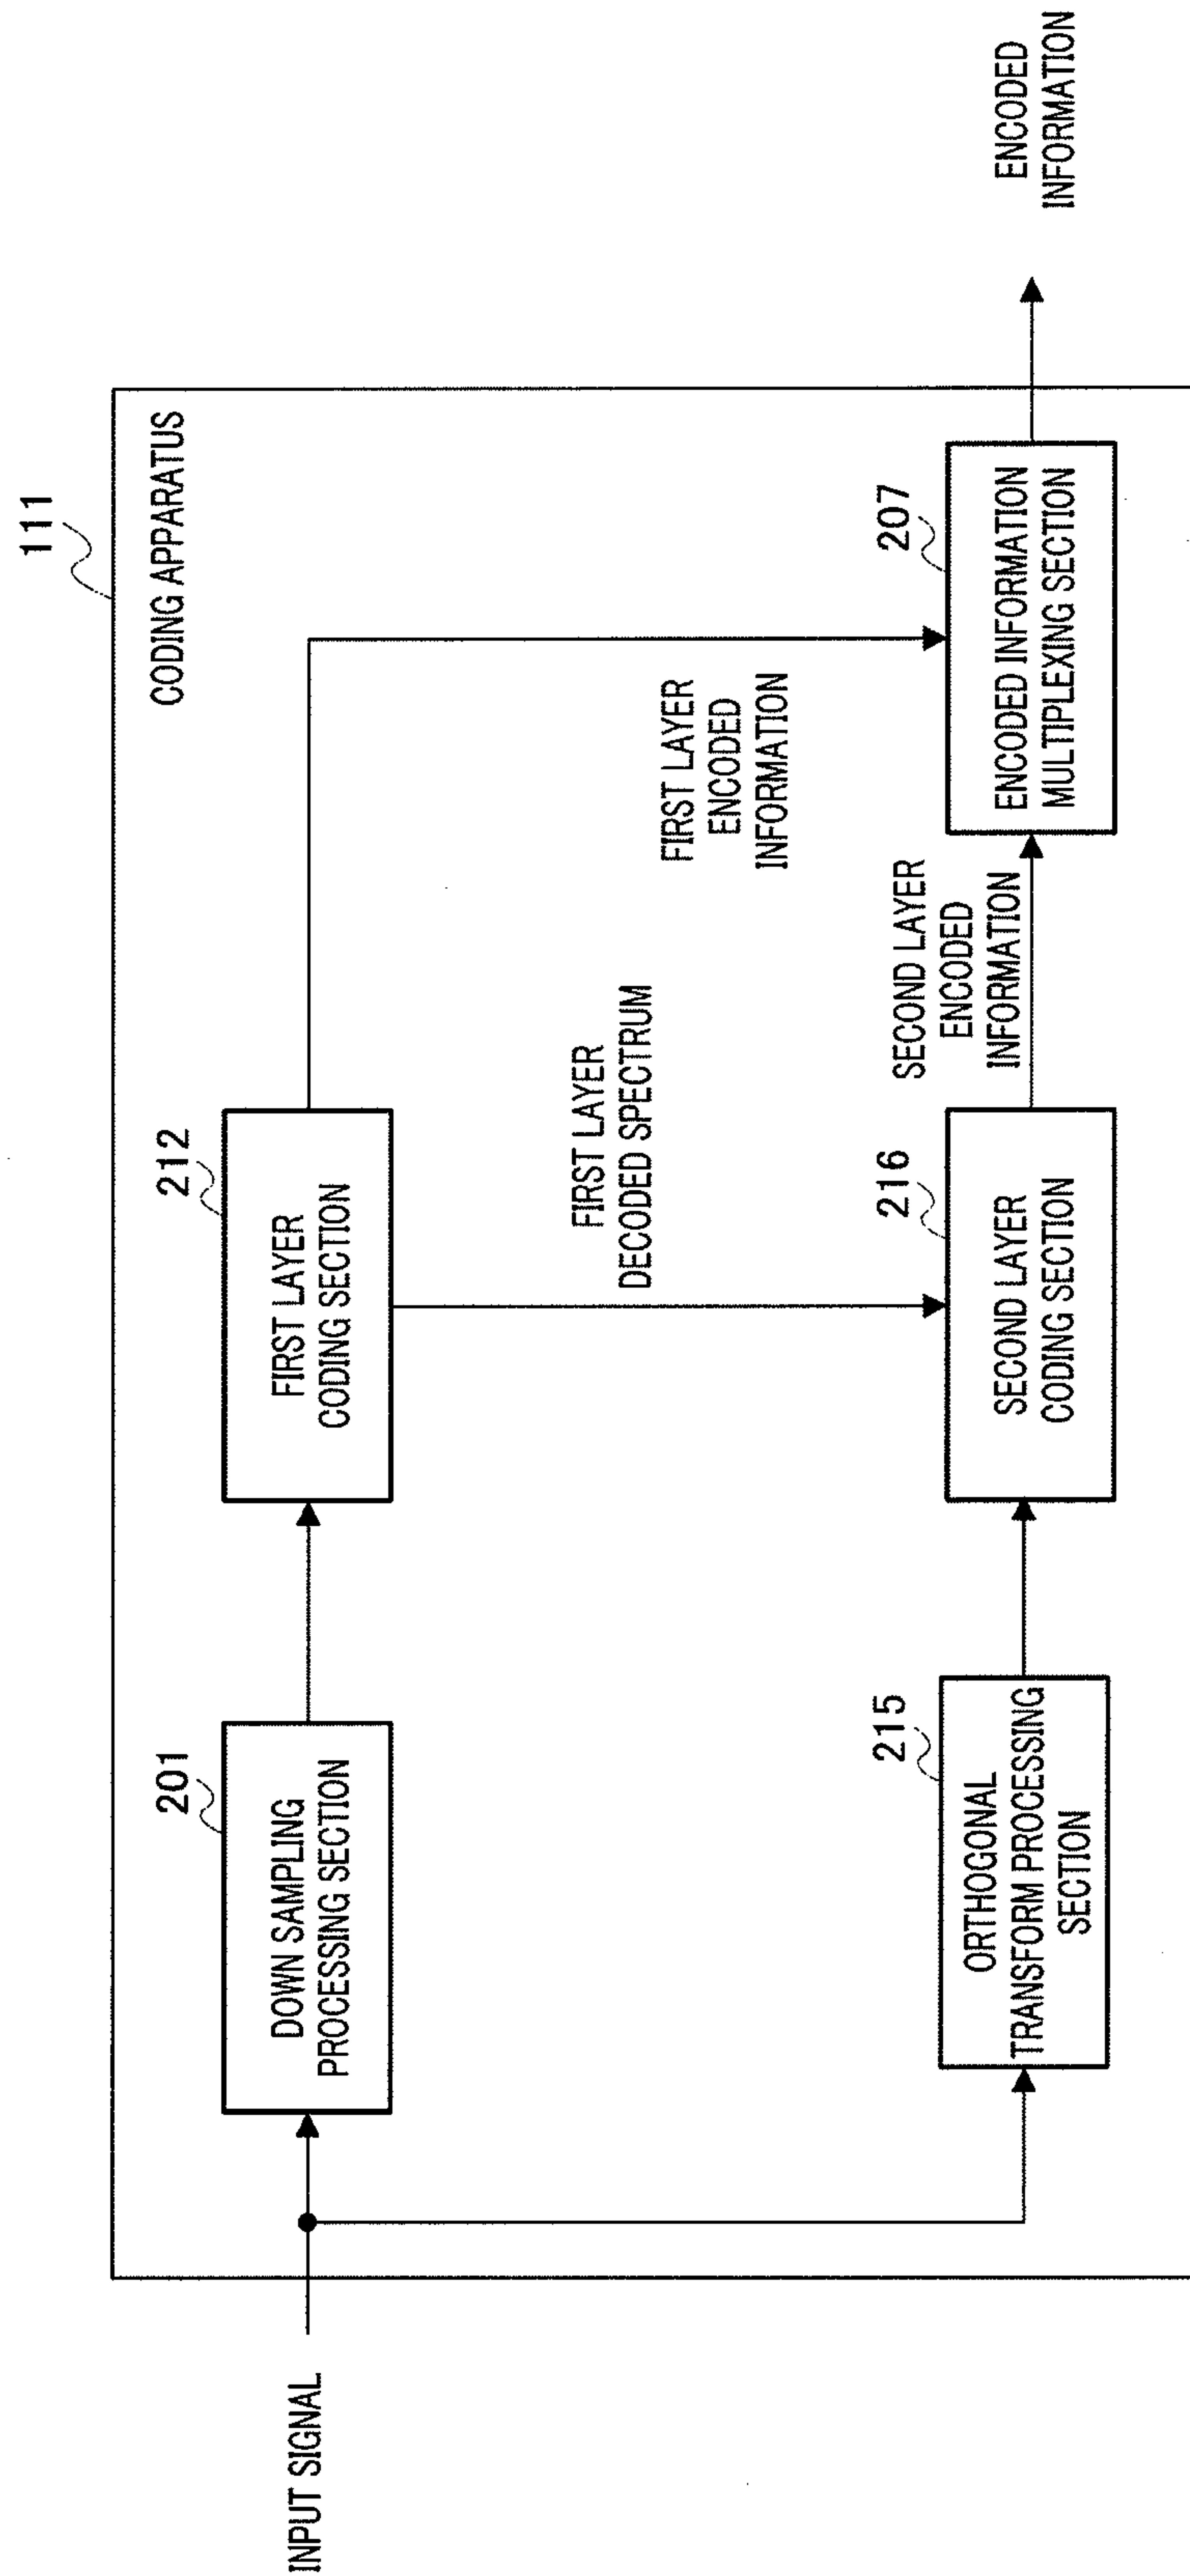 111
CODING APPARATUS
INPUT SIGNAL
201
DOWN SAMPLING
PROCESSING SECTION
212
FIRST LAYER
CODING SECTION
FIRST LAYER
DECODED SPECTRUM
FIRST LAYER
ENCODED
INFORMATION
215
ORTHOGONAL
TRANSFORM PROCESSING
SECTION
216
SECOND LAYER
CODING SECTION
SECOND LAYER
ENCODED
INFORMATION
207
ENCODED INFORMATION
MULTIPLEXING SECTION
ENCODED
INFORMATION